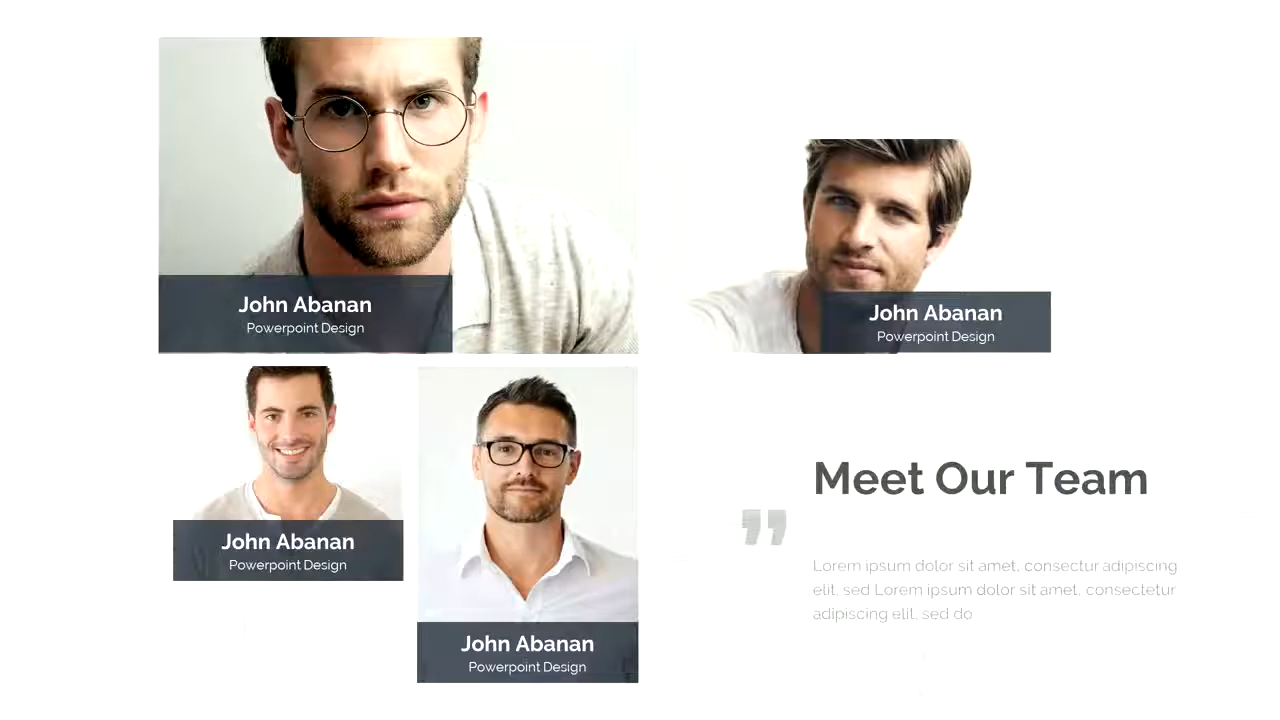 John Abanan
Powerpoint Design
John Abanan
Powerpoint Design
John Abanan
Powerpoint Design
John Abanan
Powerpoint Design
Meet Our Team
”
Lorem ipsum dolor sit amet, consectur adipiscing
elit, sed Lorem ipsum dolor sit amet, consectetur
adipiscing elit, sed do